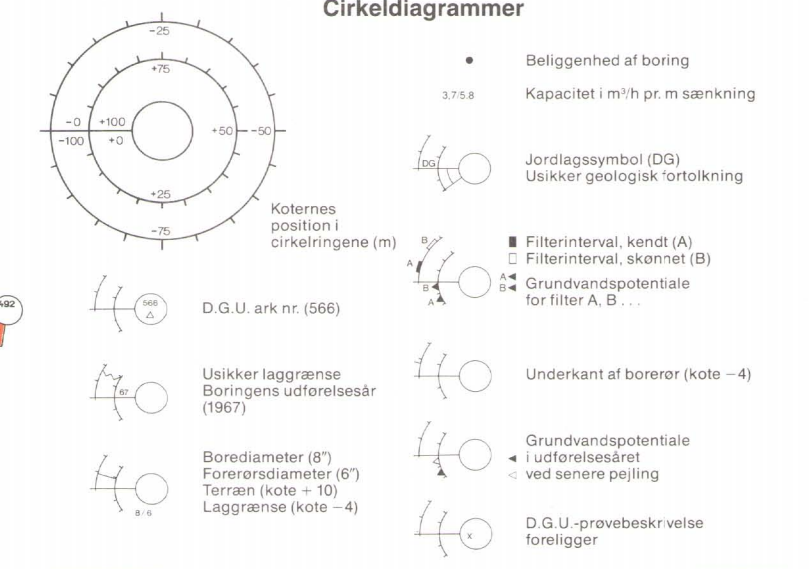 Cirkeldiagrammer
−25
+75
−0 +100
+50 −50
−100 +0
+25
−75
Koternes
position i
cirkelringene (m)
492
566
D.G.U. ark nr. (566)
67
Usikker laggrænse
Boringens udførelsesår
(1967)
8/6
Borediameter (8″)
Forerørsdiameter (6″)
Terræn (kote + 10)
Laggrænse (kote −4)
Beliggenhed af boring
3,7/5.8
Kapacitet i m³/h pr. m sænkning
DG
Jordlagssymbol (DG)
Usikker geologisk fortolkning
B
A
B
A
Filterinterval, kendt (A)
Filterinterval, skønnet (B)
A
B
Grundvandspotentiale
for filter A, B . . .
Underkant af borerør (kote −4)
Grundvandspotentiale
i udførelsesåret
ved senere pejling
x
D.G.U.-prøvebeskrivelse
foreligger